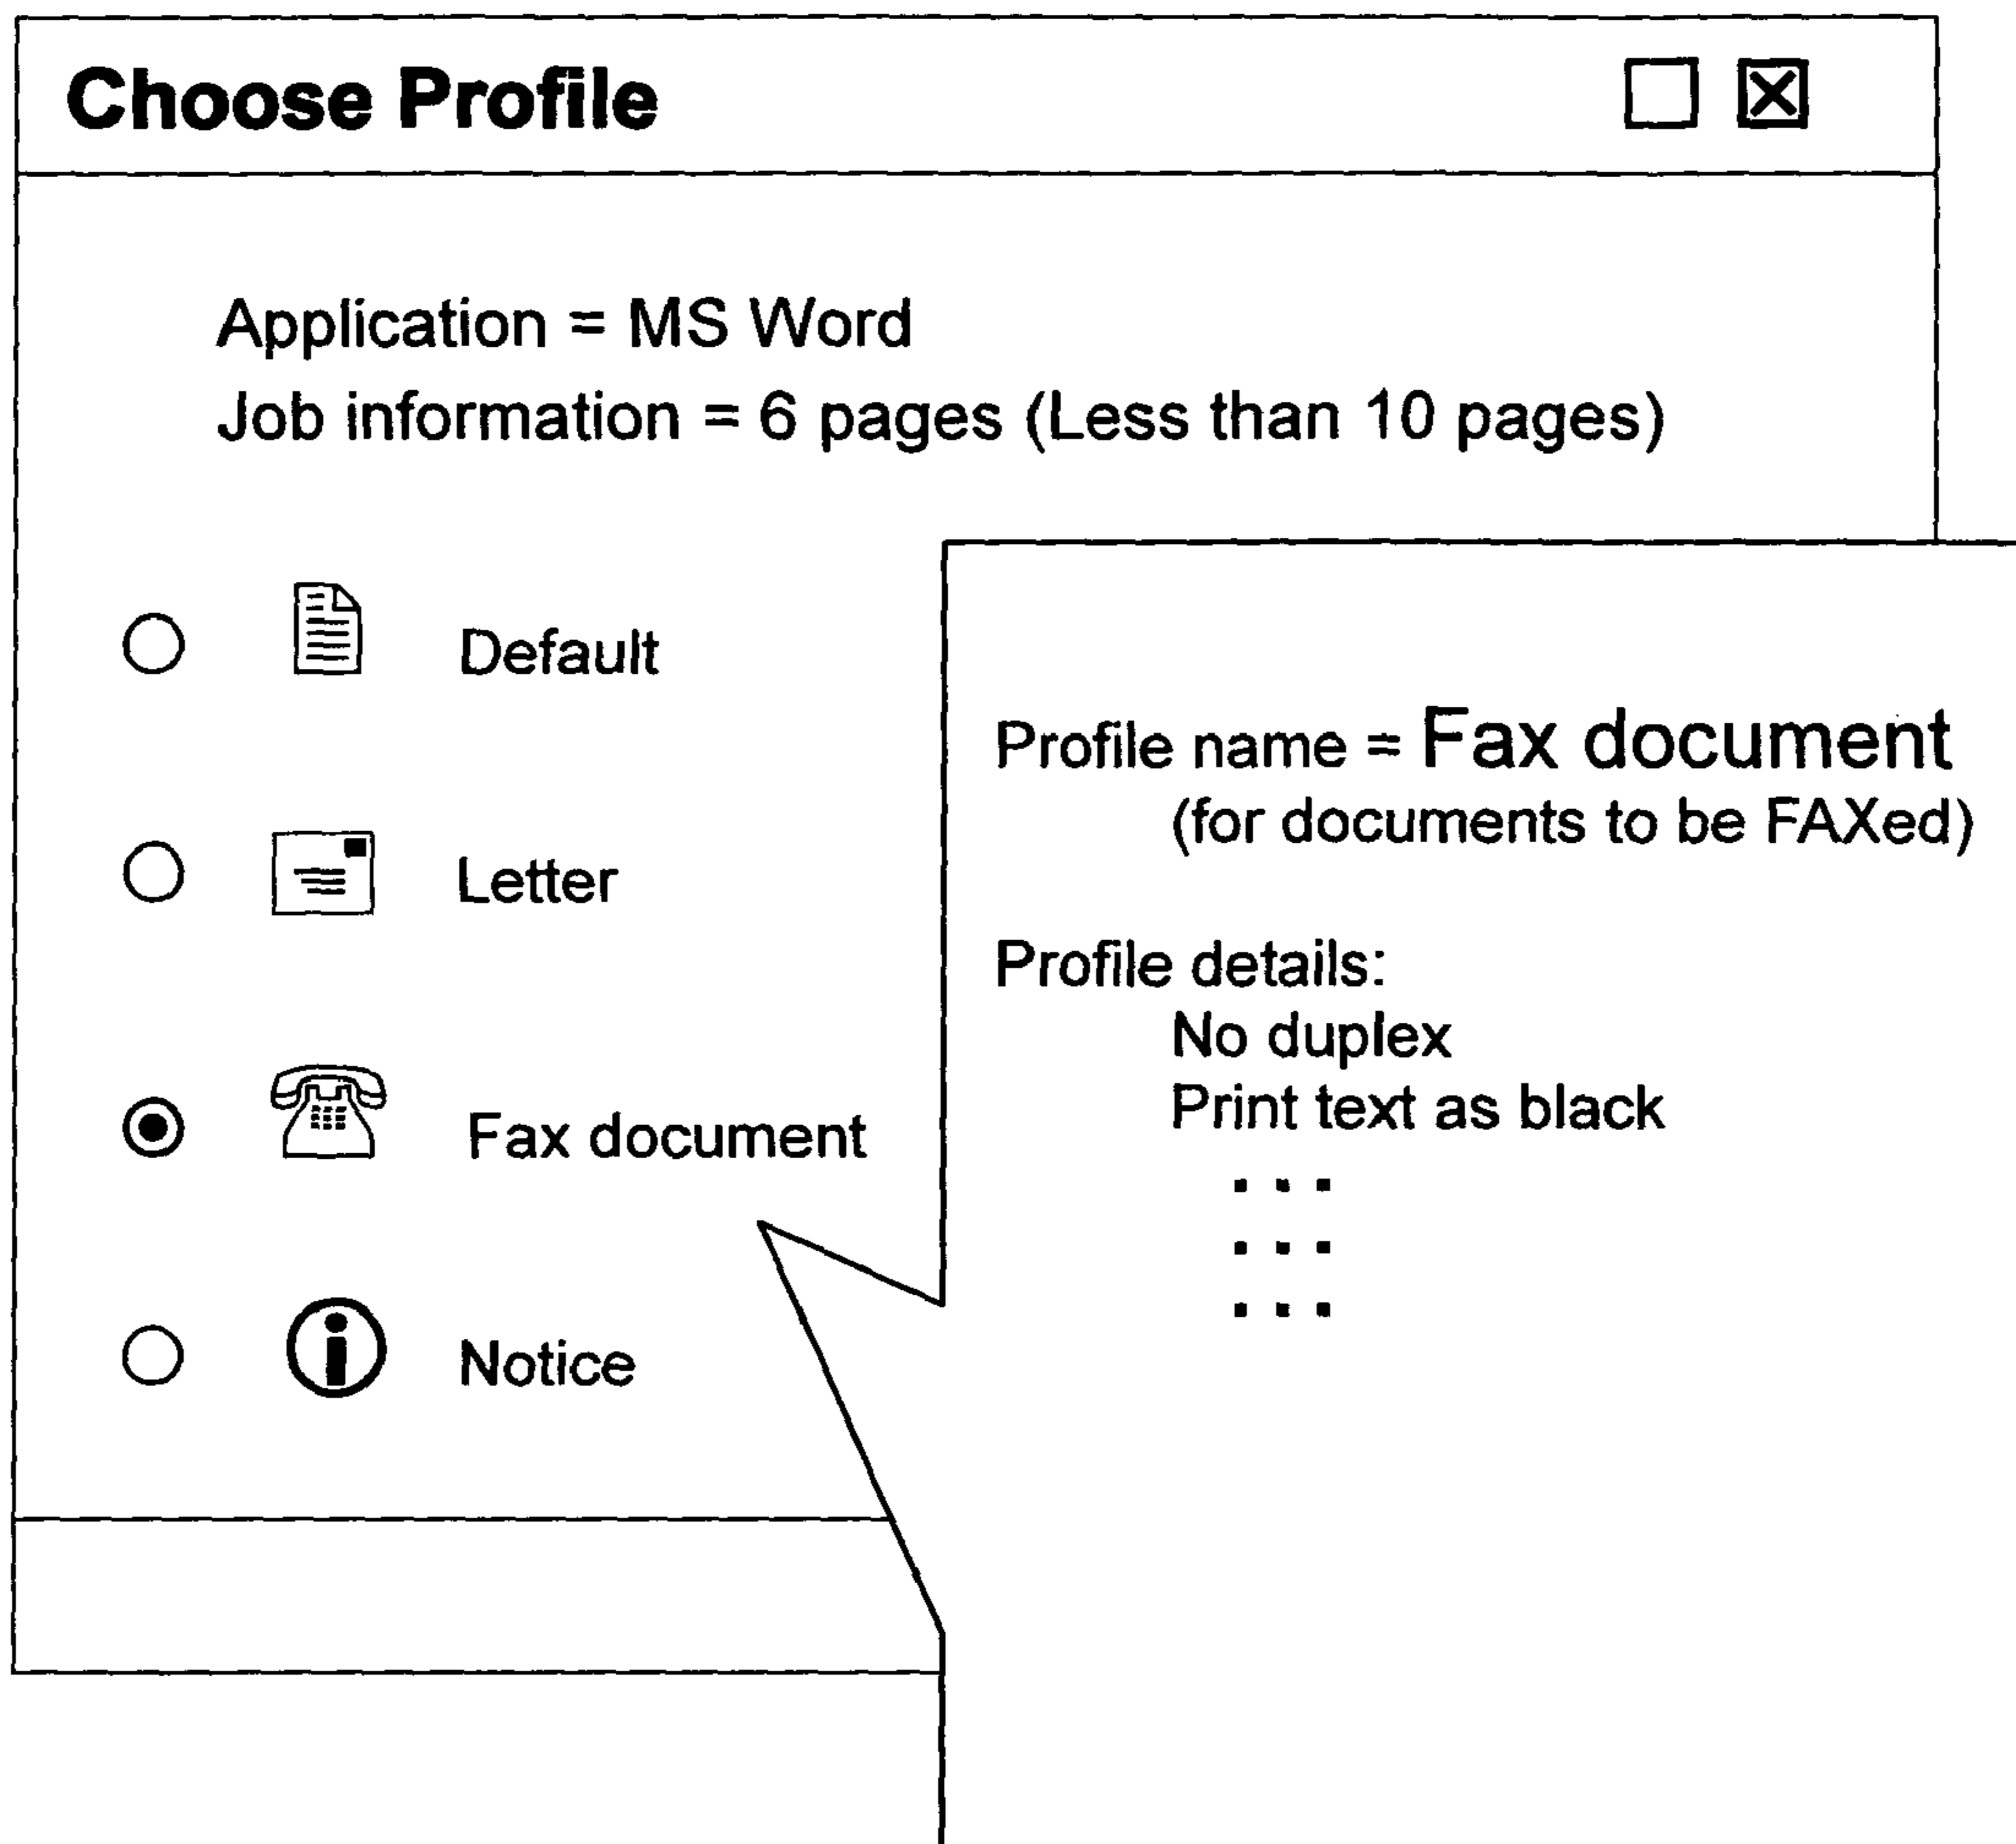 Choose Profile
Application = MS Word
Job information = 6 pages (Less than 10 pages)
Default
Letter
Fax document
Notice
Profile name = Fax document
(for documents to be FAXed)
Profile details:
No duplex
Print text as black
. . .
. . .
. . .